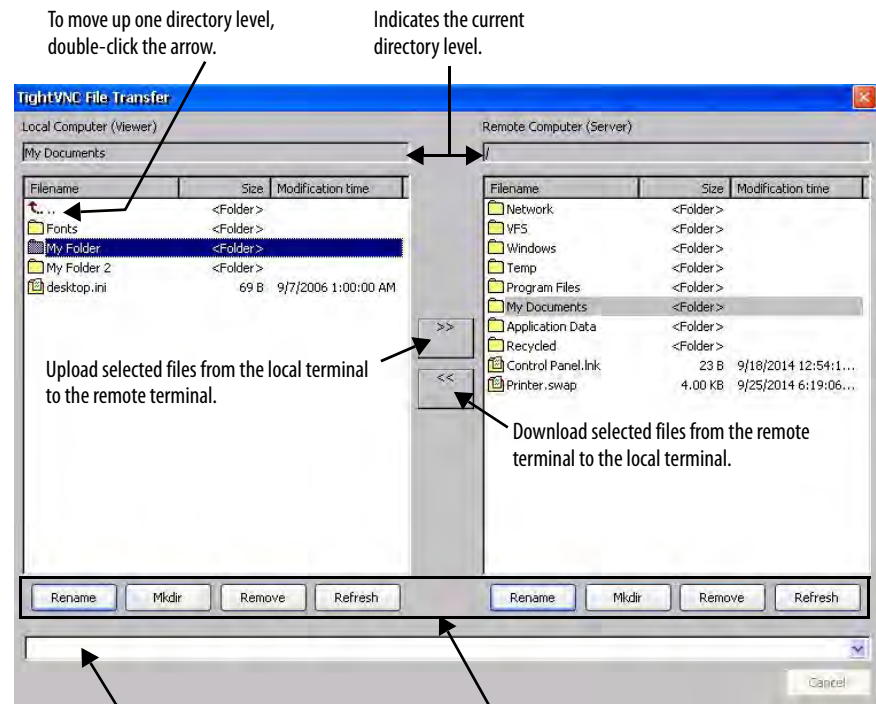 To move up one directory level,
double-click the arrow.
Indicates the current
directory level.
TightVNC File Transfer
Local Computer (Viewer)
Remote Computer (Server)
My Documents
/
Filename Size Modification time
.. <Folder>
Fonts <Folder>
My Folder <Folder>
My Folder 2 <Folder>
desktop.ini 69 B 9/7/2006 1:00:00 AM
Filename Size Modification time
Network <Folder>
VFS <Folder>
Windows <Folder>
Temp <Folder>
Program Files <Folder>
My Documents <Folder>
Application Data <Folder>
Recycled <Folder>
Control Panel.lnk 23 B 9/18/2014 12:54:1...
Printer.swap 4.00 KB 9/25/2014 6:19:06...
>>
<<
Upload selected files from the local terminal
to the remote terminal.
Download selected files from the remote
terminal to the local terminal.
Rename Mkdir Remove Refresh
Rename Mkdir Remove Refresh
Cancel